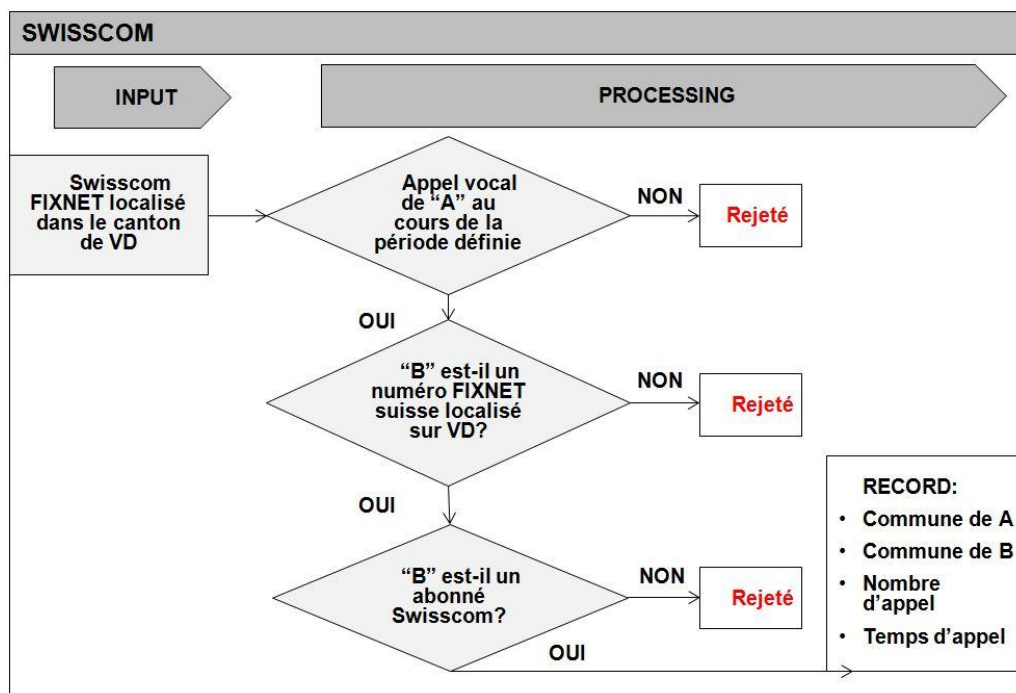 SWISSCOM
INPUT
PROCESSING
Swisscom
FIXNET localisé
dans le canton
de VD
Appel vocal
de “A” au
cours de la
période définie
NON
Rejeté
OUI
“B” est-il un
numéro FIXNET
suisse localisé
sur VD?
NON
Rejeté
OUI
“B” est-il un
abonné
Swisscom?
NON
Rejeté
OUI
RECORD:
• Commune de A
• Commune de B
• Nombre
d’appel
• Temps d’appel